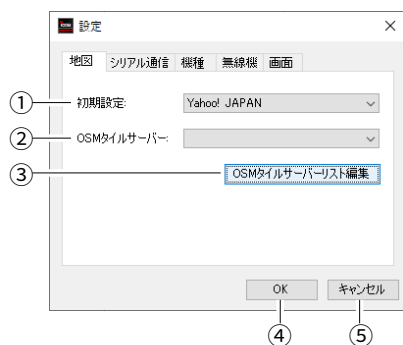 設定
地図 シリアル通信 機種 無線機 画面
① 初期設定: Yahoo! JAPAN
② OSMタイルサーバー:
③ OSMタイルサーバーリスト編集
OK キャンセル
④ ⑤